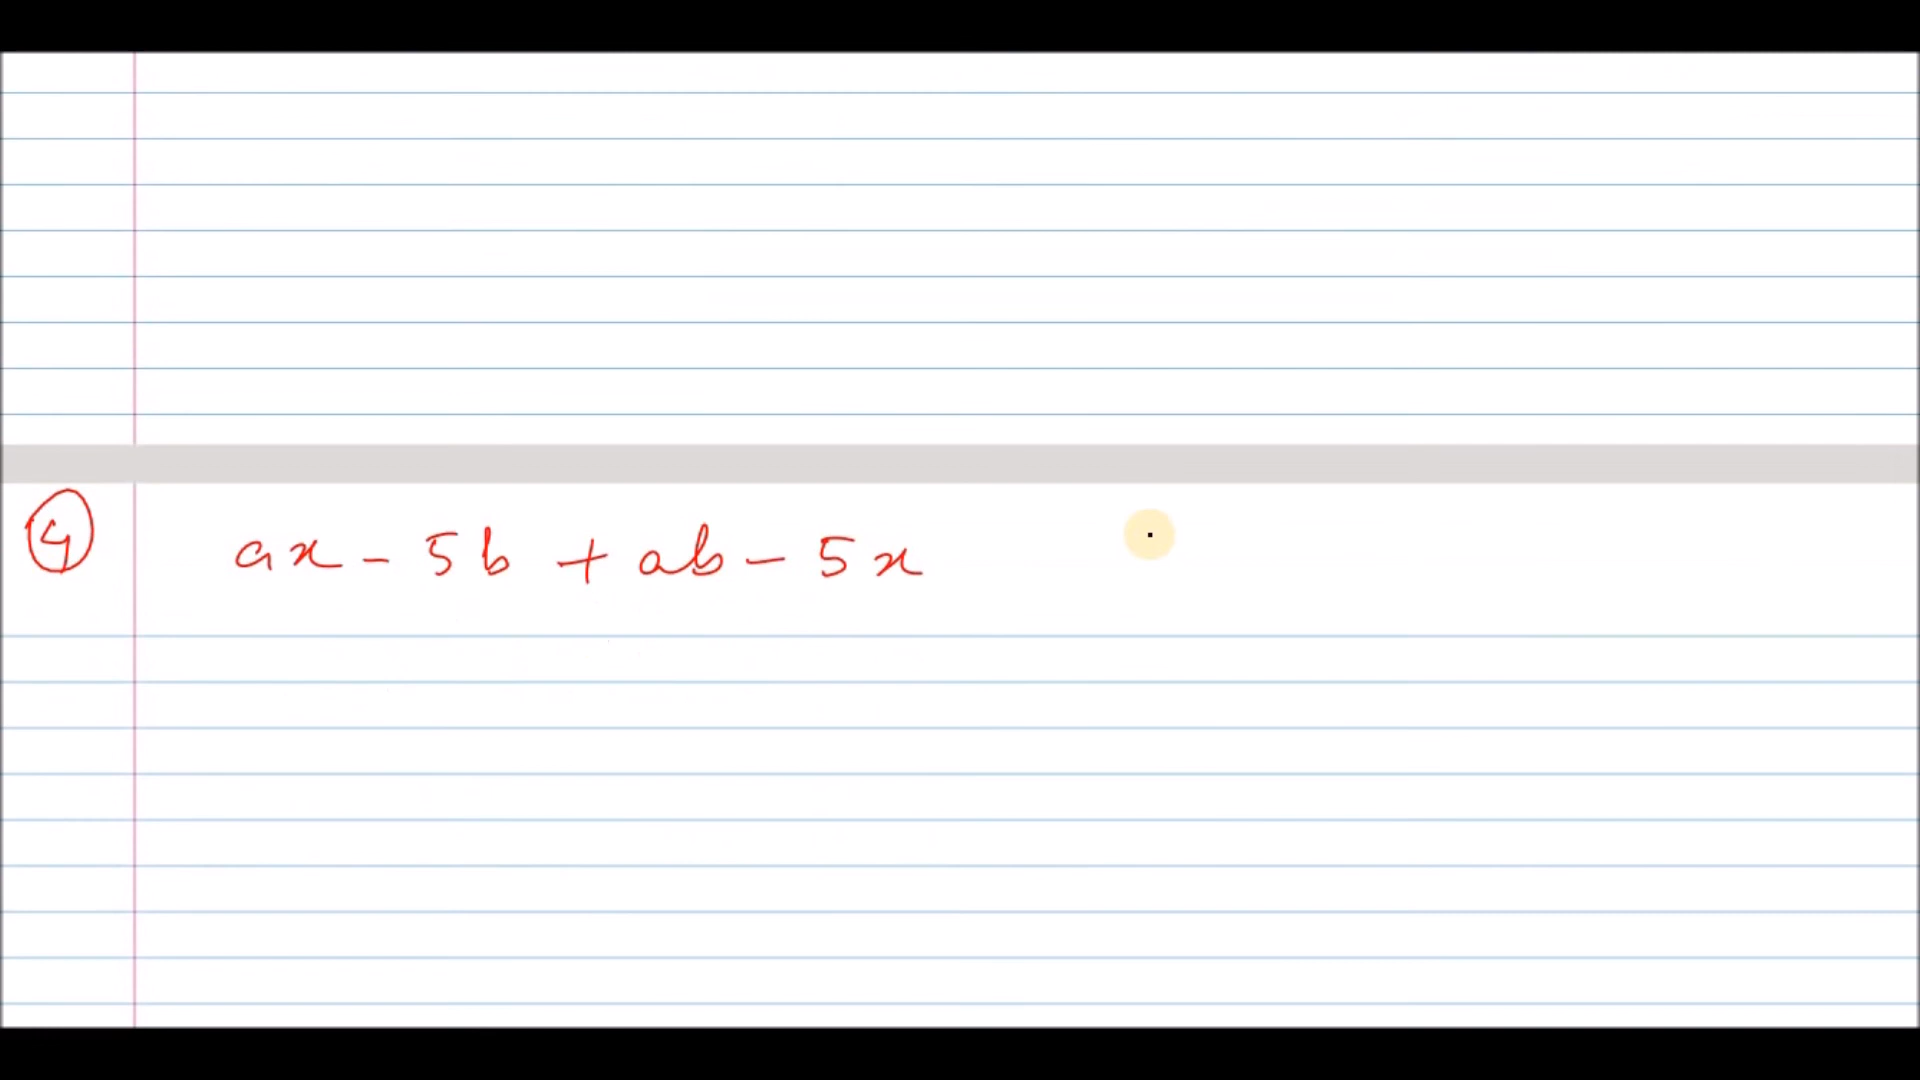 ④ ax - 5b + ab - 5x